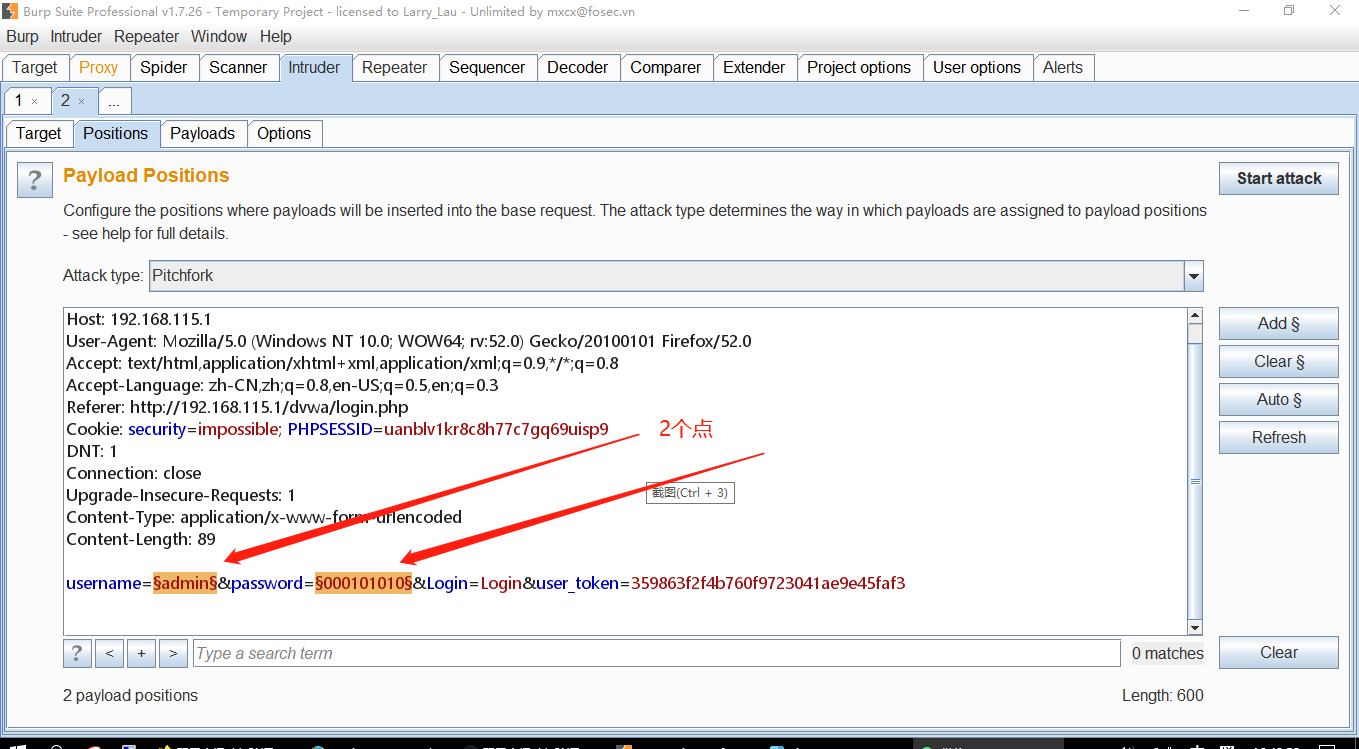 Burp Suite Professional v1.7.26 - Temporary Project - licensed to Larry_Lau - Unlimited by mxcx@fosec.vn
Burp Intruder Repeater Window Help
Target Proxy Spider Scanner Intruder Repeater Sequencer Decoder Comparer Extender Project options User options Alerts
1 × 2 × ...
Target Positions Payloads Options
? Payload Positions Start attack
Configure the positions where payloads will be inserted into the base request. The attack type determines the way in which payloads are assigned to payload positions
- see help for full details.
Attack type: Pitchfork
Host: 192.168.115.1 Add §
User-Agent: Mozilla/5.0 (Windows NT 10.0; WOW64; rv:52.0) Gecko/20100101 Firefox/52.0
Accept: text/html,application/xhtml+xml,application/xml;q=0.9,*/*;q=0.8 Clear §
Accept-Language: zh-CN,zh;q=0.8,en-US;q=0.5,en;q=0.3
Referer: http://192.168.115.1/dvwa/login.php Auto §
Cookie: security=impossible; PHPSESSID=uanblv1kr8c8h77c7gq69uisp9 2个点 Refresh
DNT: 1
Connection: close
Upgrade-Insecure-Requests: 1 截图(Ctrl + 3)
Content-Type: application/x-www-form-urlencoded
Content-Length: 89
username=§admin§&password=§000101010§&Login=Login&user_token=359863f2f4b760f9723041ae9e45faf3
? < + > Type a search term 0 matches Clear
2 payload positions Length: 600